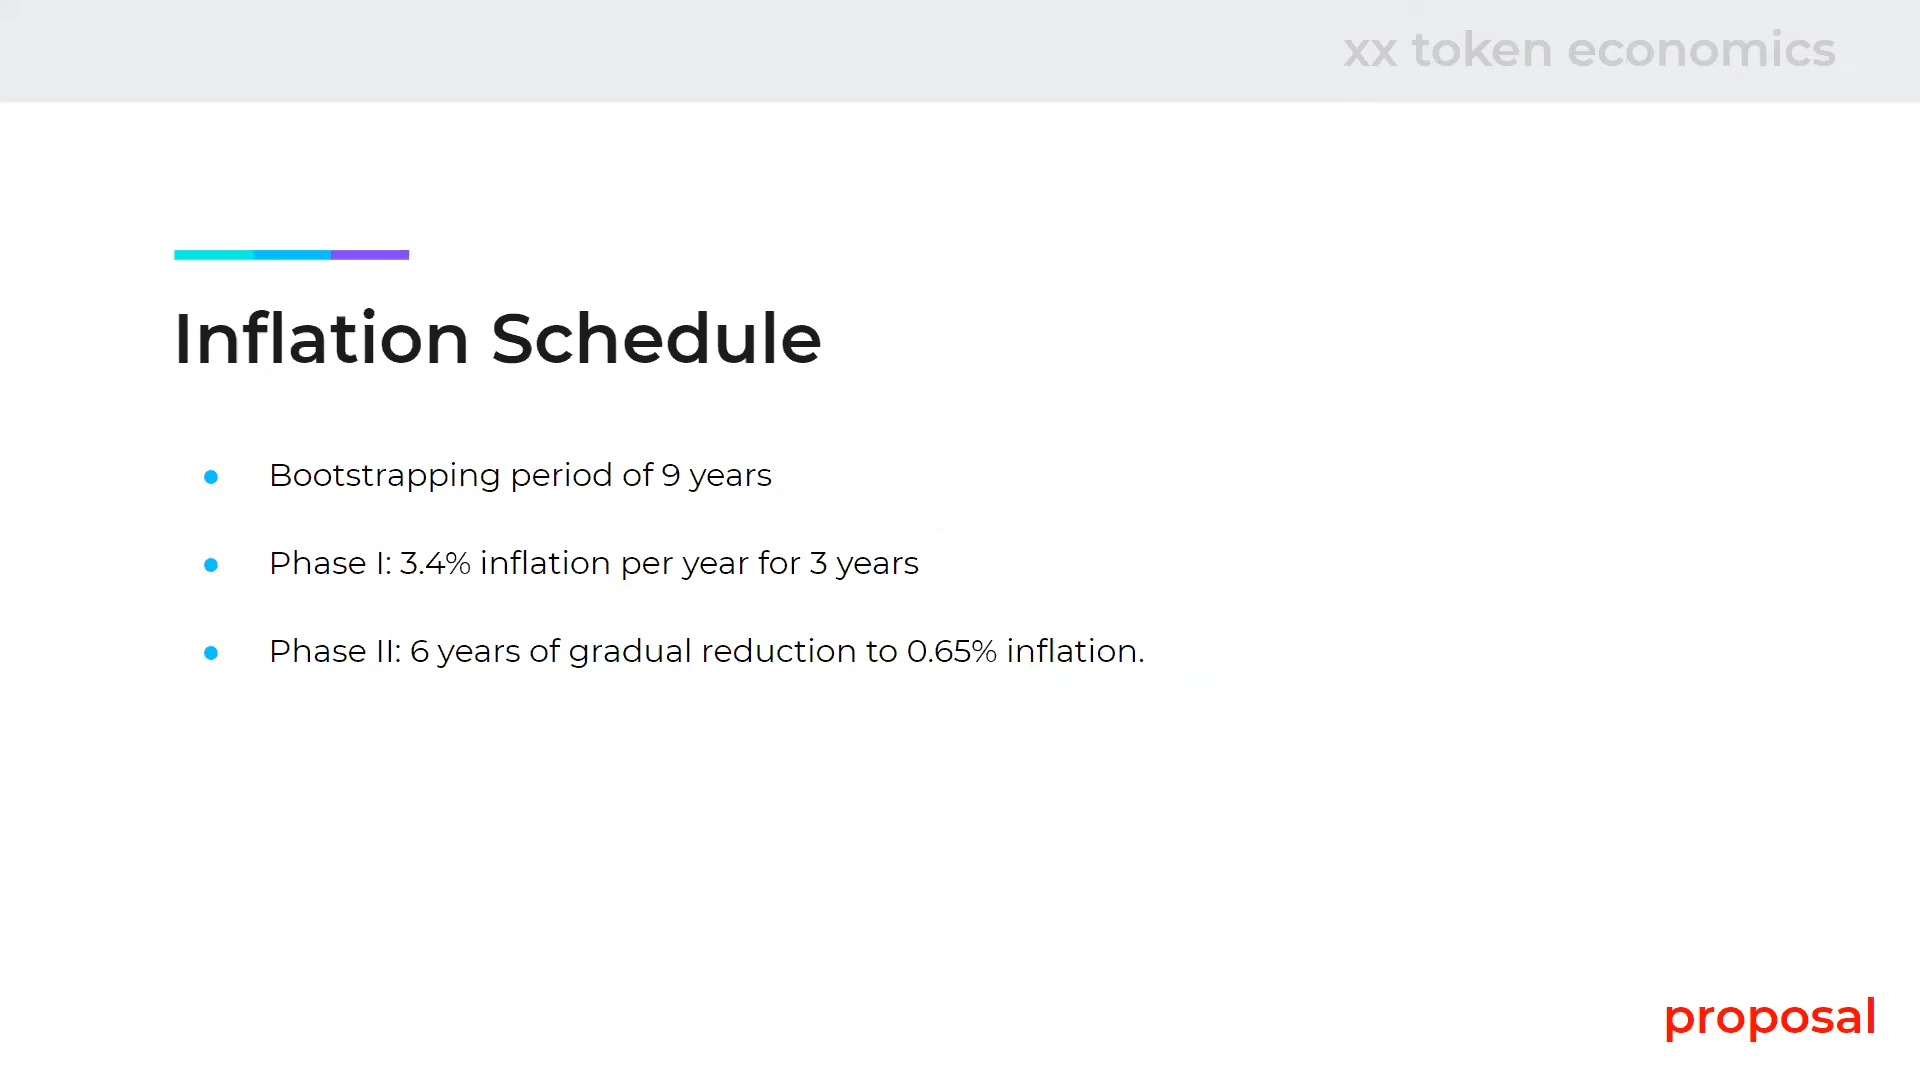 xx token economics
Inflation Schedule
Bootstrapping period of 9 years
Phase I: 3.4% inflation per year for 3 years
Phase II: 6 years of gradual reduction to 0.65% inflation.
proposal